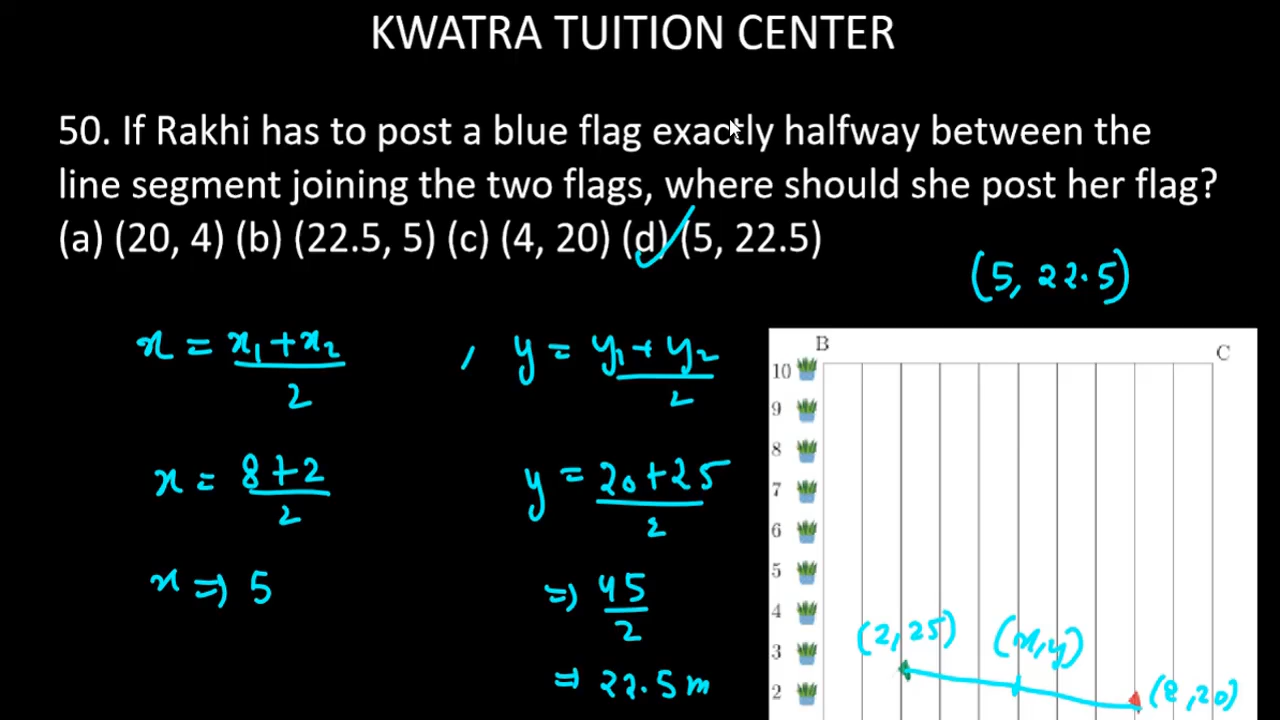 KWATRA TUITION CENTER
50. If Rakhi has to post a blue flag exactly halfway between the
line segment joining the two flags, where should she post her flag?
(a) (20, 4) (b) (22.5, 5) (c) (4, 20) (d) (5, 22.5)
(5, 22.5)
x = x₁+x₂/2 , y = y₁+y₂/2
x = 8+2/2 y = 20+25/2
x => 5 => 45/2
=> 22.5 m
B C
10
9
8
7
6
5
4
3
2
(2,25) (x,y) (8,20)